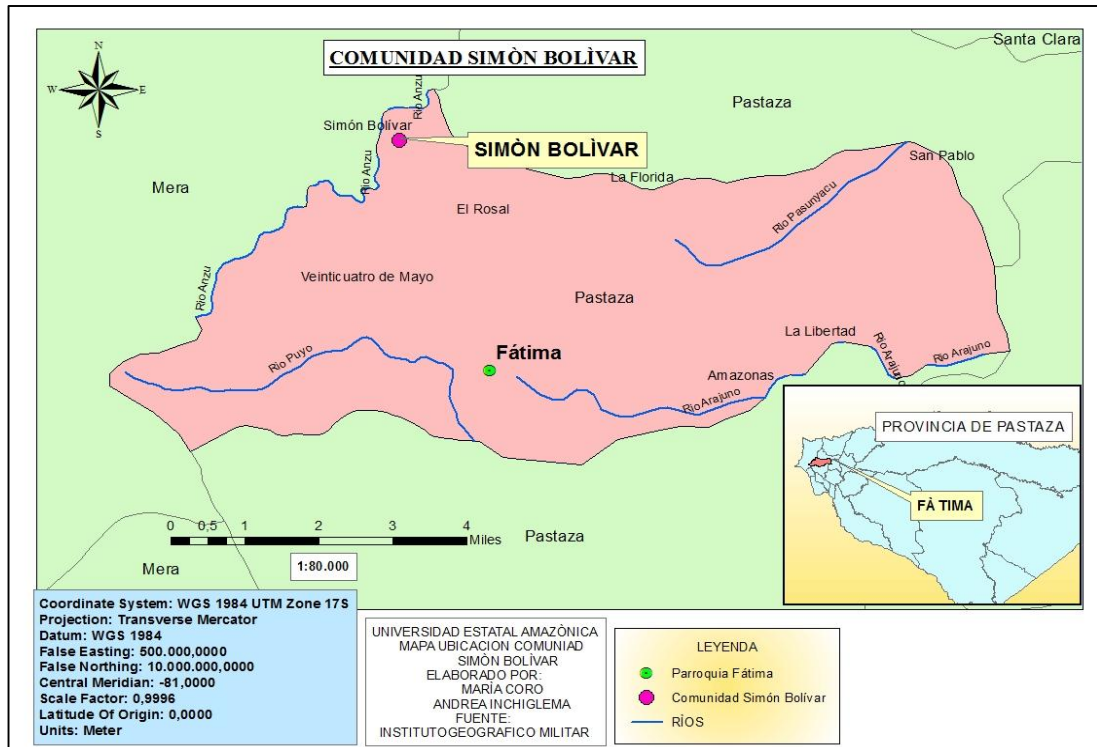 COMUNIDAD SIMÒN BOLÌVAR
Santa Clara
N
W
E
S
Rio Anzu
Pastaza
Simón Bolívar
SIMÒN BOLÌVAR
San Pablo
Mera
Rio Anzu
La Florida
El Rosal
Rio Pasunyacu
Rio Anzu
Veinticuatro de Mayo
Pastaza
La Libertad
Rio Puyo
Fátima
Rio Arajuno
Rio Arajuno
Amazonas
Rio Arajuno
PROVINCIA DE PASTAZA
FÀ TIMA
0 0,5 1 2 3 4
Miles
Pastaza
1:80.000
Mera
Coordinate System: WGS 1984 UTM Zone 17S
Projection: Transverse Mercator
Datum: WGS 1984
False Easting: 500.000,0000
False Northing: 10.000.000,0000
Central Meridian: -81,0000
Scale Factor: 0,9996
Latitude Of Origin: 0,0000
Units: Meter
UNIVERSIDAD ESTATAL AMAZÒNICA
MAPA UBICACION COMUNIAD
SIMÒN BOLÍVAR
ELABORADO POR:
MARÍA CORO
ANDREA INCHIGLEMA
FUENTE:
INSTITUTOGEOGRAFICO MILITAR
LEYENDA
Parroquia Fátima
Comunidad Simón Bolívar
RÌOS